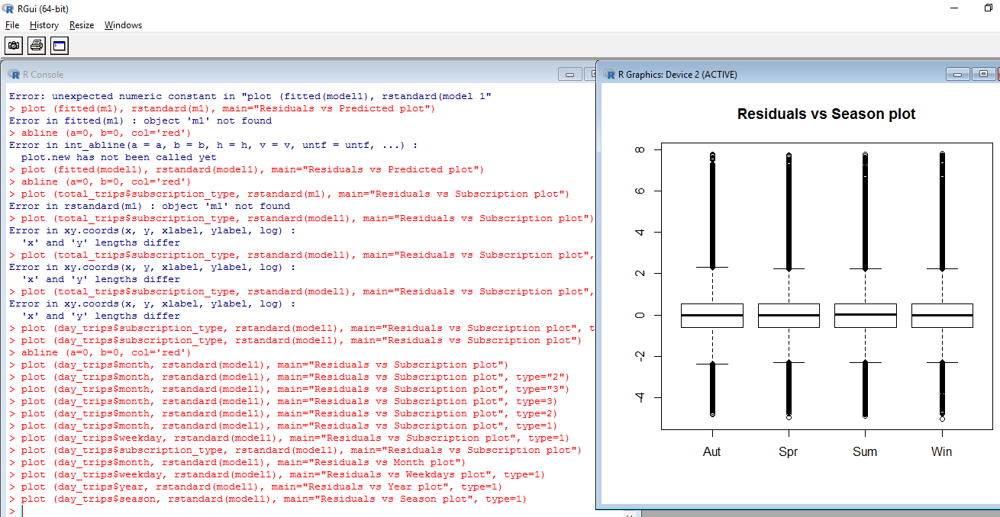 RGui (64-bit)
File History Resize Windows
R Console
Error: unexpected numeric constant in "plot (fitted(model1), rstandard(model 1"
> plot (fitted(m1), rstandard(m1), main="Residuals vs Predicted plot")
Error in fitted(m1) : object 'm1' not found
> abline (a=0, b=0, col='red')
Error in int_abline(a = a, b = b, h = h, v = v, untf = untf, ...) :
plot.new has not been called yet
> plot (fitted(model1), rstandard(model1), main="Residuals vs Predicted plot")
> abline (a=0, b=0, col='red')
> plot (total_trips$subscription_type, rstandard(m1), main="Residuals vs Subscription plot")
Error in rstandard(m1) : object 'm1' not found
> plot (total_trips$subscription_type, rstandard(model1), main="Residuals vs Subscription plot")
Error in xy.coords(x, y, xlabel, ylabel, log) :
'x' and 'y' lengths differ
> plot (total_trips$subscription_type, rstandard(model1), main="Residuals vs Subscription plot",
Error in xy.coords(x, y, xlabel, ylabel, log) :
'x' and 'y' lengths differ
> plot (total_trips$subscription_type, rstandard(model1), main="Residuals vs Subscription plot",
Error in xy.coords(x, y, xlabel, ylabel, log) :
'x' and 'y' lengths differ
> plot (day_trips$subscription_type, rstandard(model1), main="Residuals vs Subscription plot", t
> plot (day_trips$subscription_type, rstandard(model1), main="Residuals vs Subscription plot")
> abline (a=0, b=0, col='red')
> plot (day_trips$month, rstandard(model1), main="Residuals vs Subscription plot")
> plot (day_trips$month, rstandard(model1), main="Residuals vs Subscription plot", type="2")
> plot (day_trips$month, rstandard(model1), main="Residuals vs Subscription plot", type="3")
> plot (day_trips$month, rstandard(model1), main="Residuals vs Subscription plot", type=3)
> plot (day_trips$month, rstandard(model1), main="Residuals vs Subscription plot", type=2)
> plot (day_trips$month, rstandard(model1), main="Residuals vs Subscription plot", type=1)
> plot (day_trips$weekday, rstandard(model1), main="Residuals vs Subscription plot", type=1)
> plot (day_trips$subscription_type, rstandard(model1), main="Residuals vs Subscription plot")
> plot (day_trips$month, rstandard(model1), main="Residuals vs Month plot")
> plot (day_trips$weekday, rstandard(model1), main="Residuals vs Weekdays plot", type=1)
> plot (day_trips$year, rstandard(model1), main="Residuals vs Year plot", type=1)
> plot (day_trips$season, rstandard(model1), main="Residuals vs Season plot", type=1)
>
R Graphics: Device 2 (ACTIVE)
Residuals vs Season plot
8
6
4
2
0
-2
-4
Aut Spr Sum Win